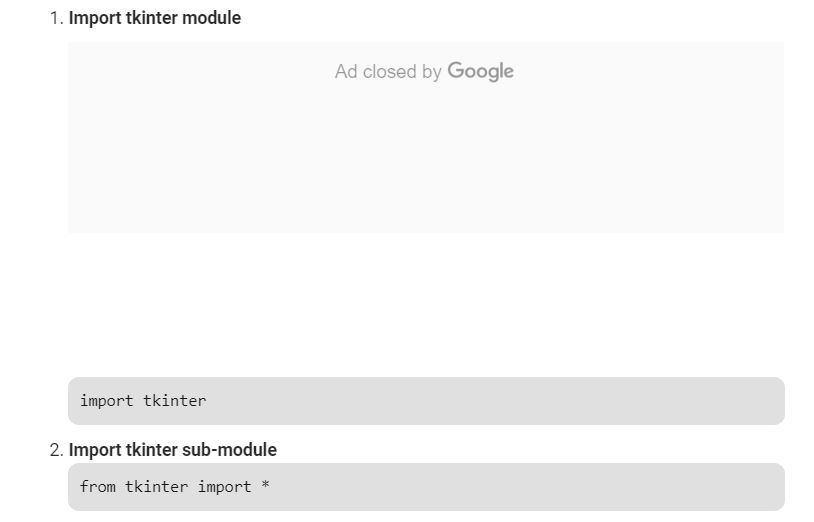 1. Import tkinter module
Ad closed by Google
import tkinter
2. Import tkinter sub-module
from tkinter import *